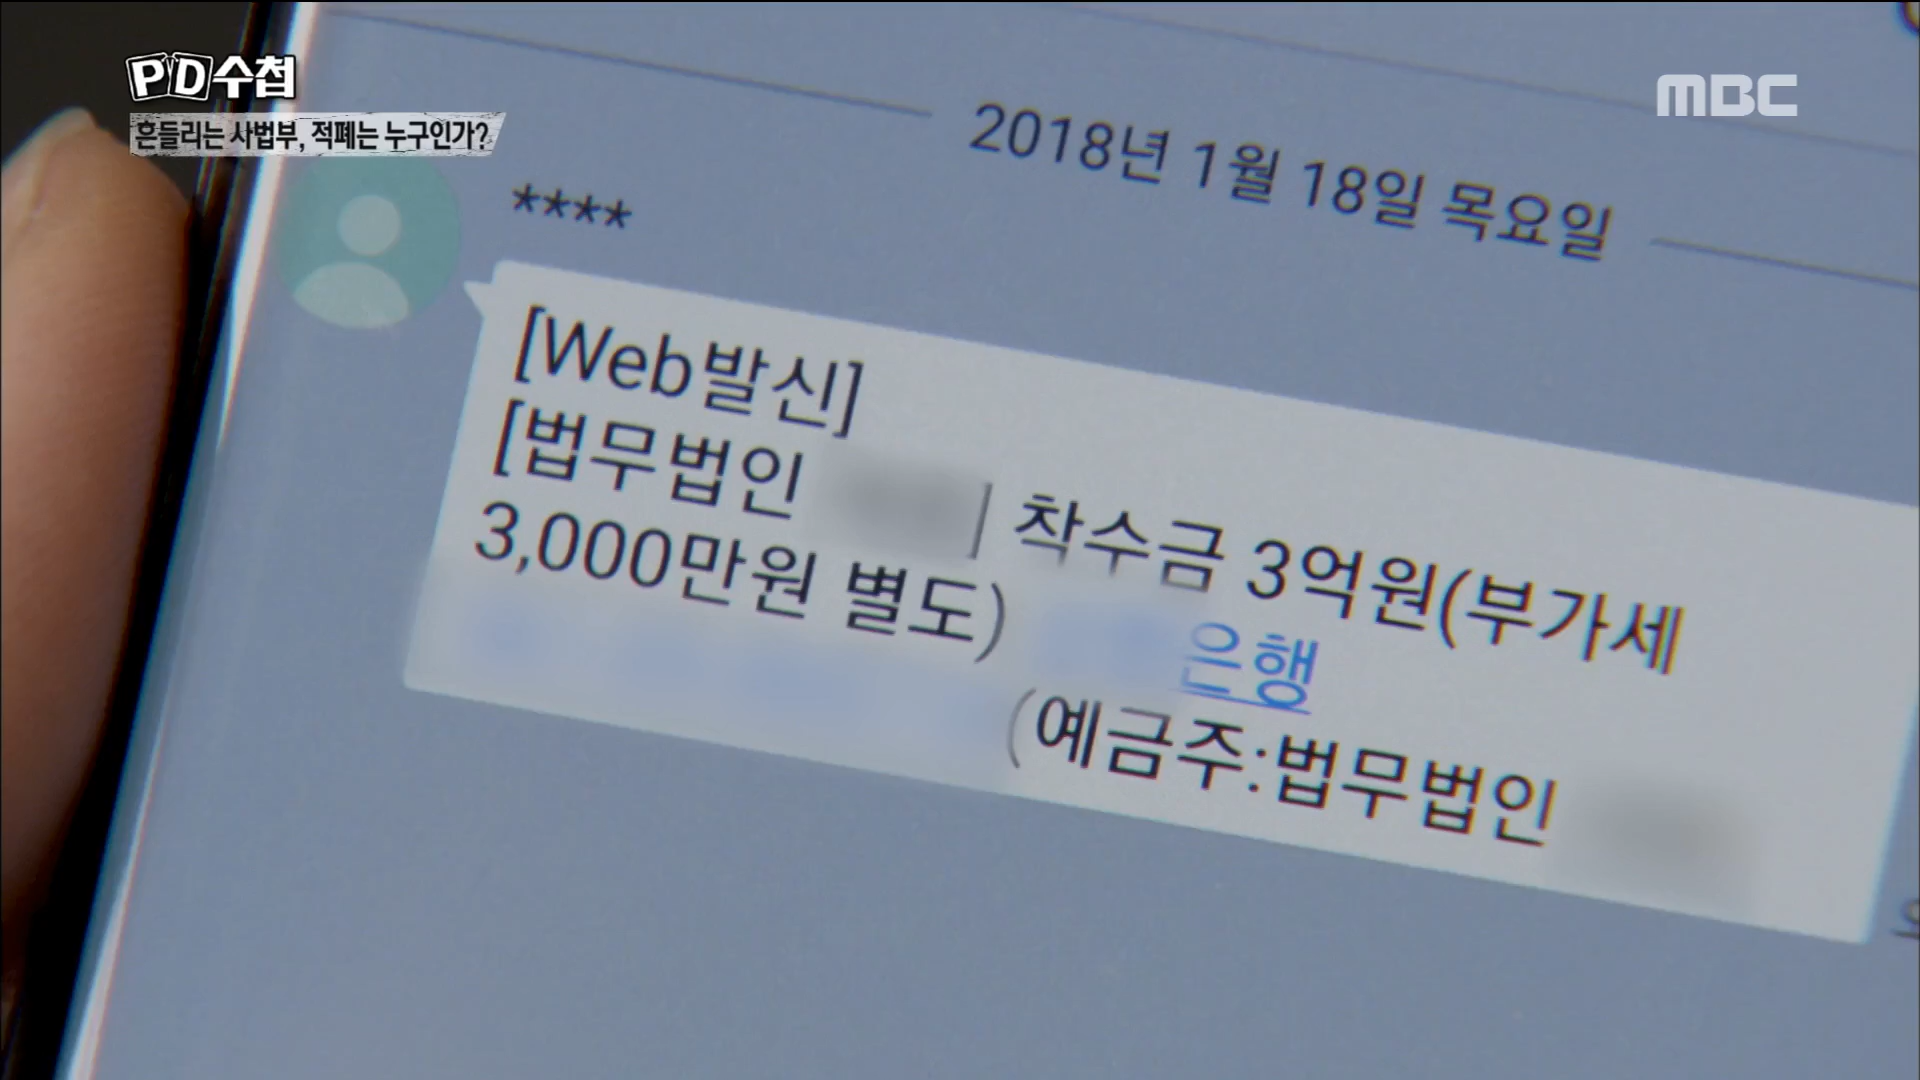 PD수첩
흔들리는 사법부, 적폐는 누구인가?
MBC
2018년 1월 18일 목요일
****
[Web발신]
[법무법인 ] 착수금 3억원(부가세
3,000만원 별도) 은행
(예금주:법무법인